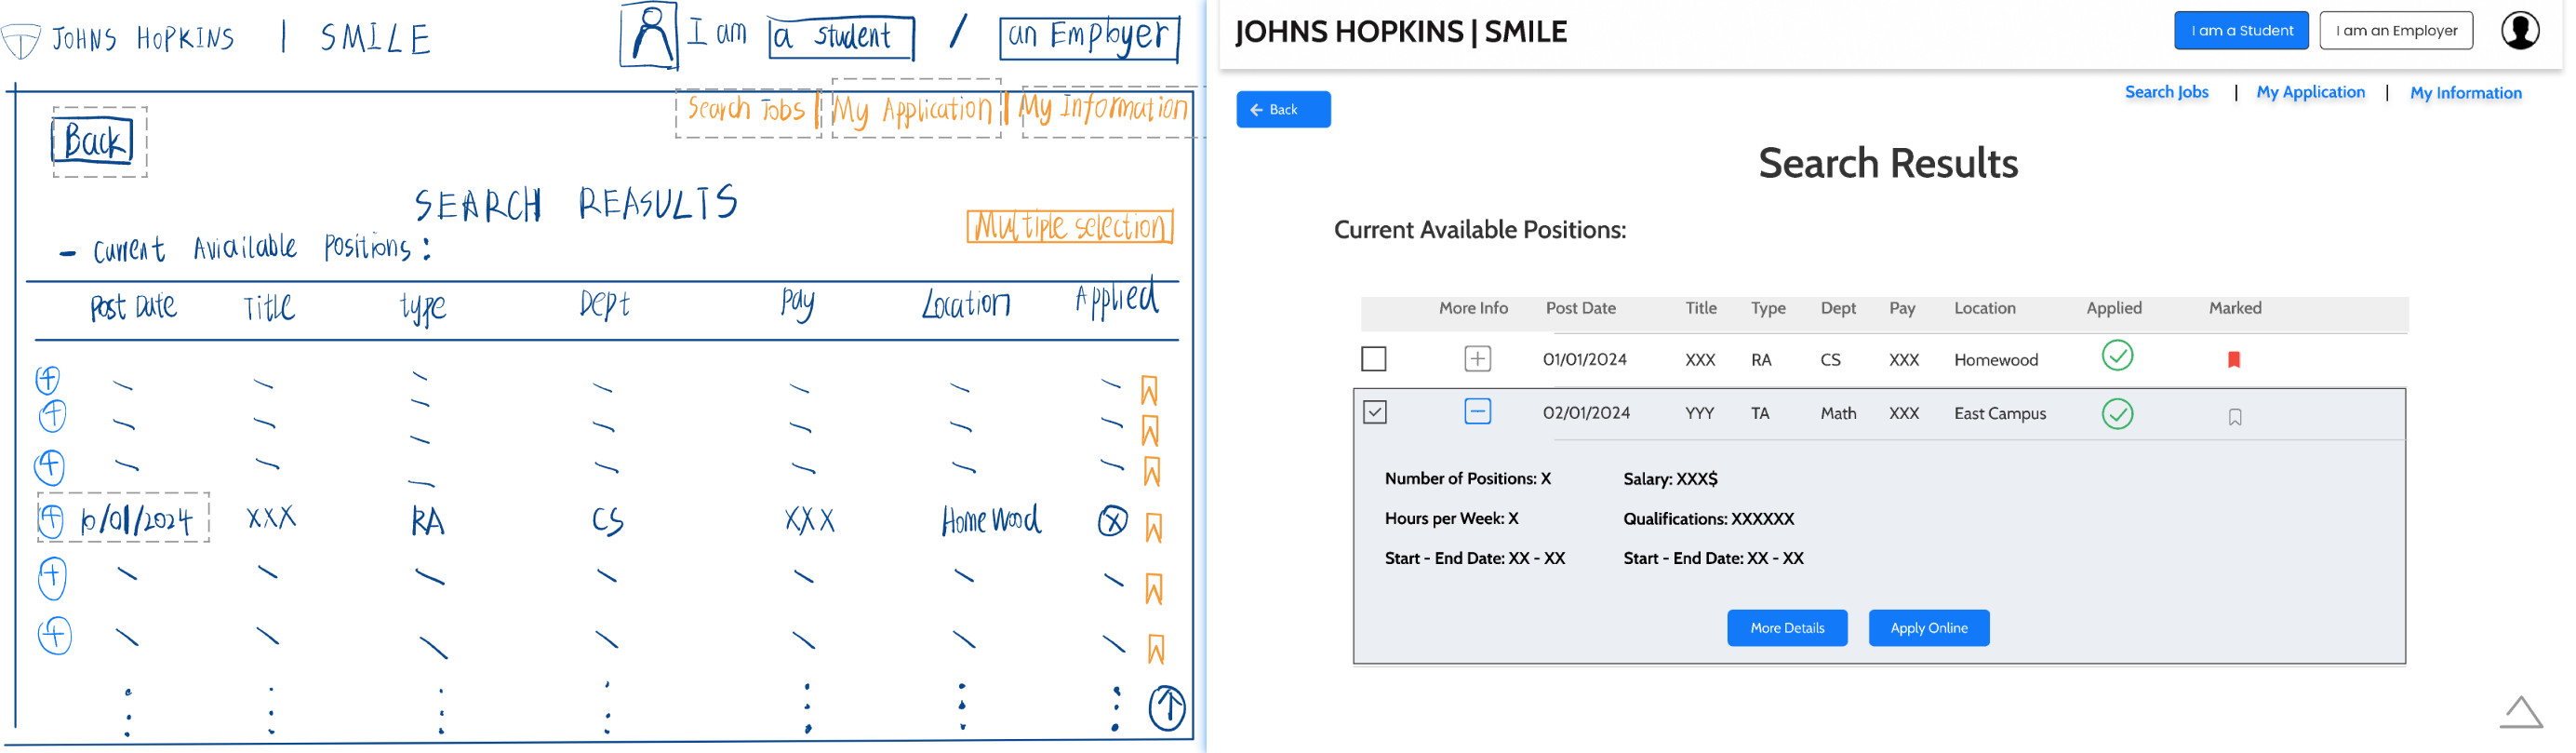 JOHNS HOPKINS | SMILE
I am a student / an Employer
Search Jobs | My Application | My Information
Back
SEARCH REASULTS
Multiple selection
- Current Aviailable Positions:
Post Date Title type Dept Pay Location Applied
10/01/2024 XXX RA CS XXX HomeWood
JOHNS HOPKINS | SMILE
I am a Student I am an Employer
Search Jobs | My Application | My Information
← Back
Search Results
Current Available Positions:
More Info Post Date Title Type Dept Pay Location Applied Marked
01/01/2024 XXX RA CS XXX Homewood
02/01/2024 YYY TA Math XXX East Campus
Number of Positions: X Salary: XXX$
Hours per Week: X Qualifications: XXXXXX
Start - End Date: XX - XX Start - End Date: XX - XX
More Details Apply Online